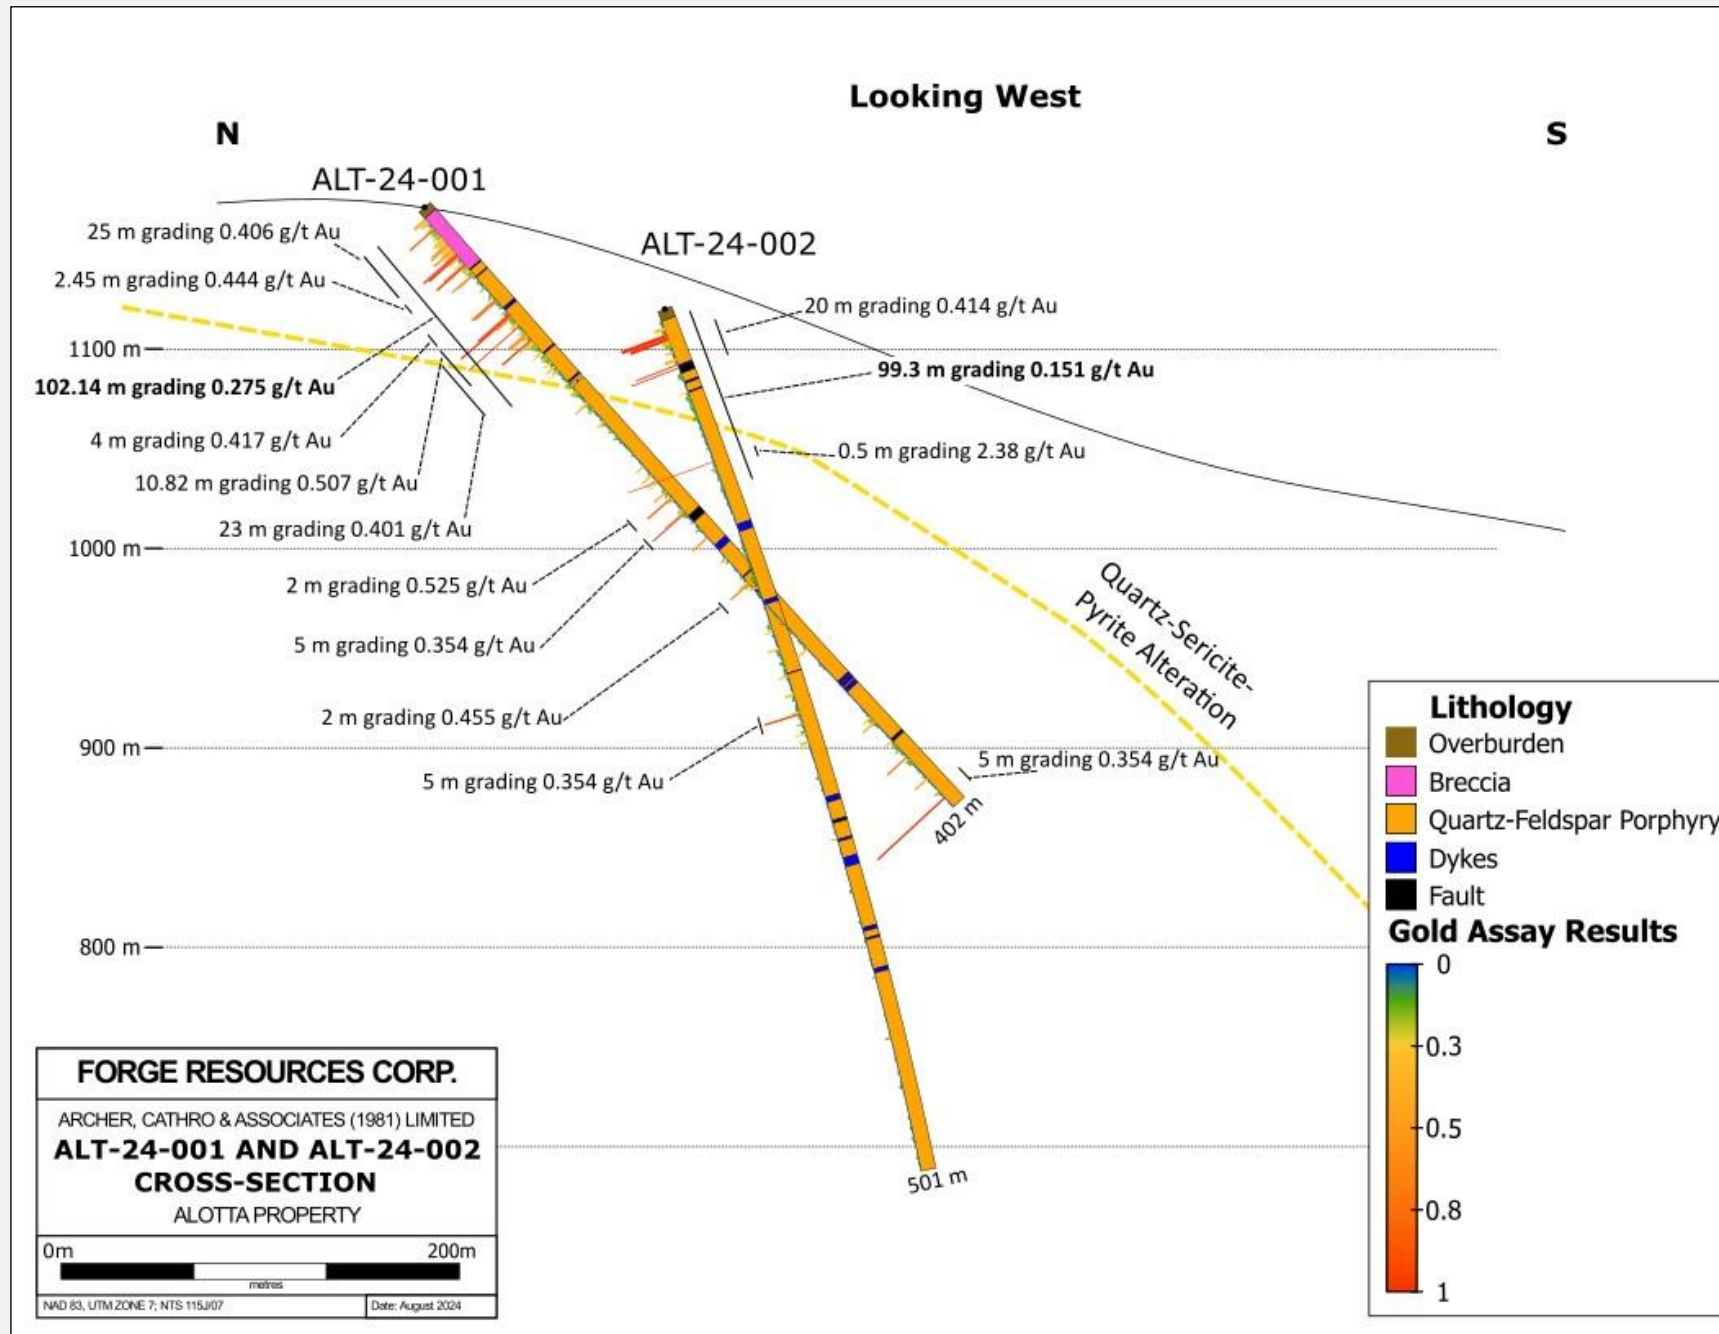 Looking West
N
S
ALT-24-001
ALT-24-002
25 m grading 0.406 g/t Au
2.45 m grading 0.444 g/t Au
102.14 m grading 0.275 g/t Au
4 m grading 0.417 g/t Au
10.82 m grading 0.507 g/t Au
23 m grading 0.401 g/t Au
2 m grading 0.525 g/t Au
5 m grading 0.354 g/t Au
2 m grading 0.455 g/t Au
5 m grading 0.354 g/t Au
20 m grading 0.414 g/t Au
99.3 m grading 0.151 g/t Au
0.5 m grading 2.38 g/t Au
5 m grading 0.354 g/t Au
1100 m
1000 m
900 m
800 m
402 m
501 m
Quartz-Sericite-
Pyrite Alteration
Lithology
Overburden
Breccia
Quartz-Feldspar Porphyry
Dykes
Fault
Gold Assay Results
0
0.3
0.5
0.8
1
FORGE RESOURCES CORP.
ARCHER, CATHRO & ASSOCIATES (1981) LIMITED
ALT-24-001 AND ALT-24-002
CROSS-SECTION
ALOTTA PROPERTY
0m 200m
metres
NAD 83, UTM ZONE 7; NTS 115J/07 Date: August 2024